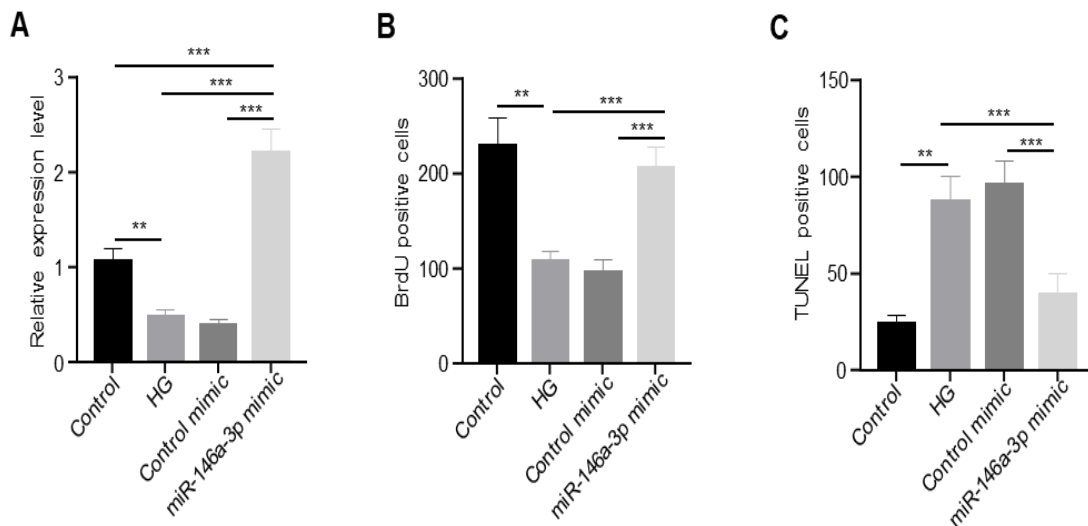 A
Relative expression level
3
2
1
0
***
***
***
**
Control
HG
Control mimic
miR-146a-3p mimic
B
BrdU positive cells
300
200
100
0
**
***
***
Control
HG
Control mimic
miR-146a-3p mimic
C
TUNEL positive cells
150
100
50
0
***
***
**
Control
HG
Control mimic
miR-146a-3p mimic